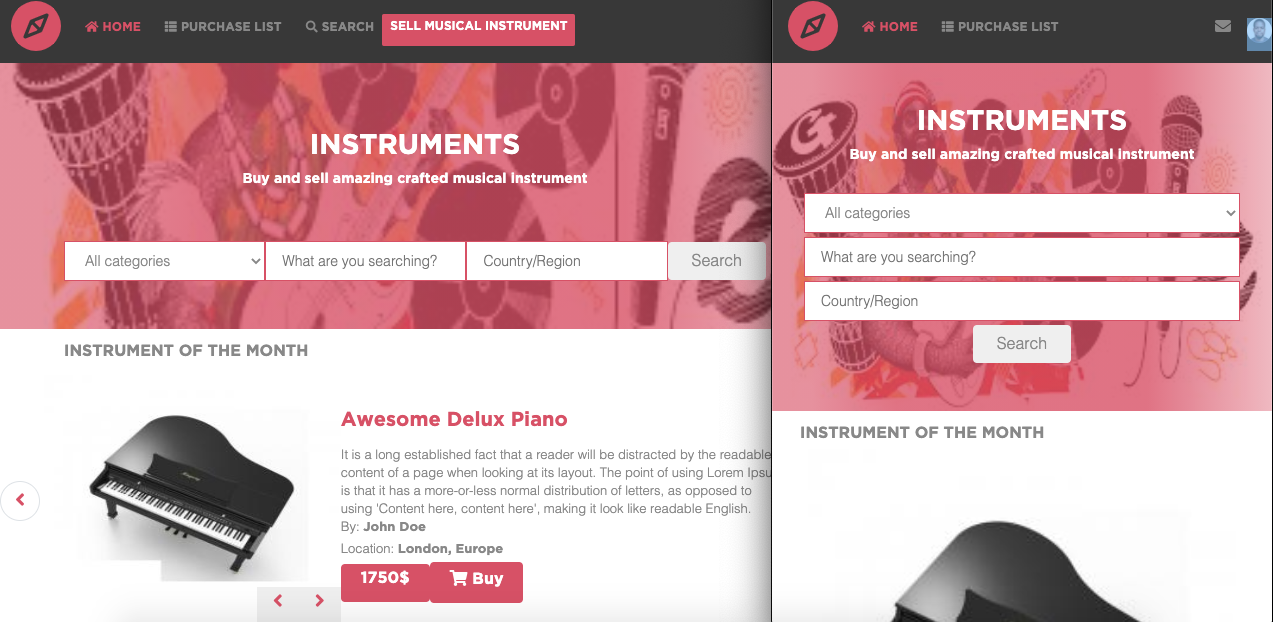 HOME PURCHASE LIST SEARCH SELL MUSICAL INSTRUMENT
INSTRUMENTS
Buy and sell amazing crafted musical instrument
All categories What are you searching? Country/Region Search
INSTRUMENT OF THE MONTH
Awesome Delux Piano
It is a long established fact that a reader will be distracted by the readable
content of a page when looking at its layout. The point of using Lorem Ipsu
is that it has a more-or-less normal distribution of letters, as opposed to
using 'Content here, content here', making it look like readable English.
By: John Doe
Location: London, Europe
1750$ Buy
HOME PURCHASE LIST
INSTRUMENTS
Buy and sell amazing crafted musical instrument
All categories
What are you searching?
Country/Region
Search
INSTRUMENT OF THE MONTH